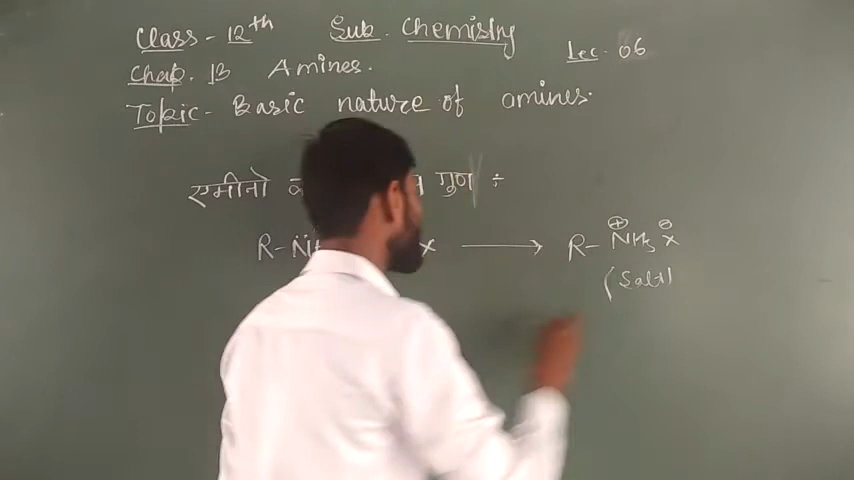 Class - 12th Sub. Chemistry
Lec - 06
Chap. 13 Amines.
Topic - Basic nature of amines.
एमीनो गुण ÷
R-N̈H x ⟶ R-N⊕H3 x⊖
(Salt)